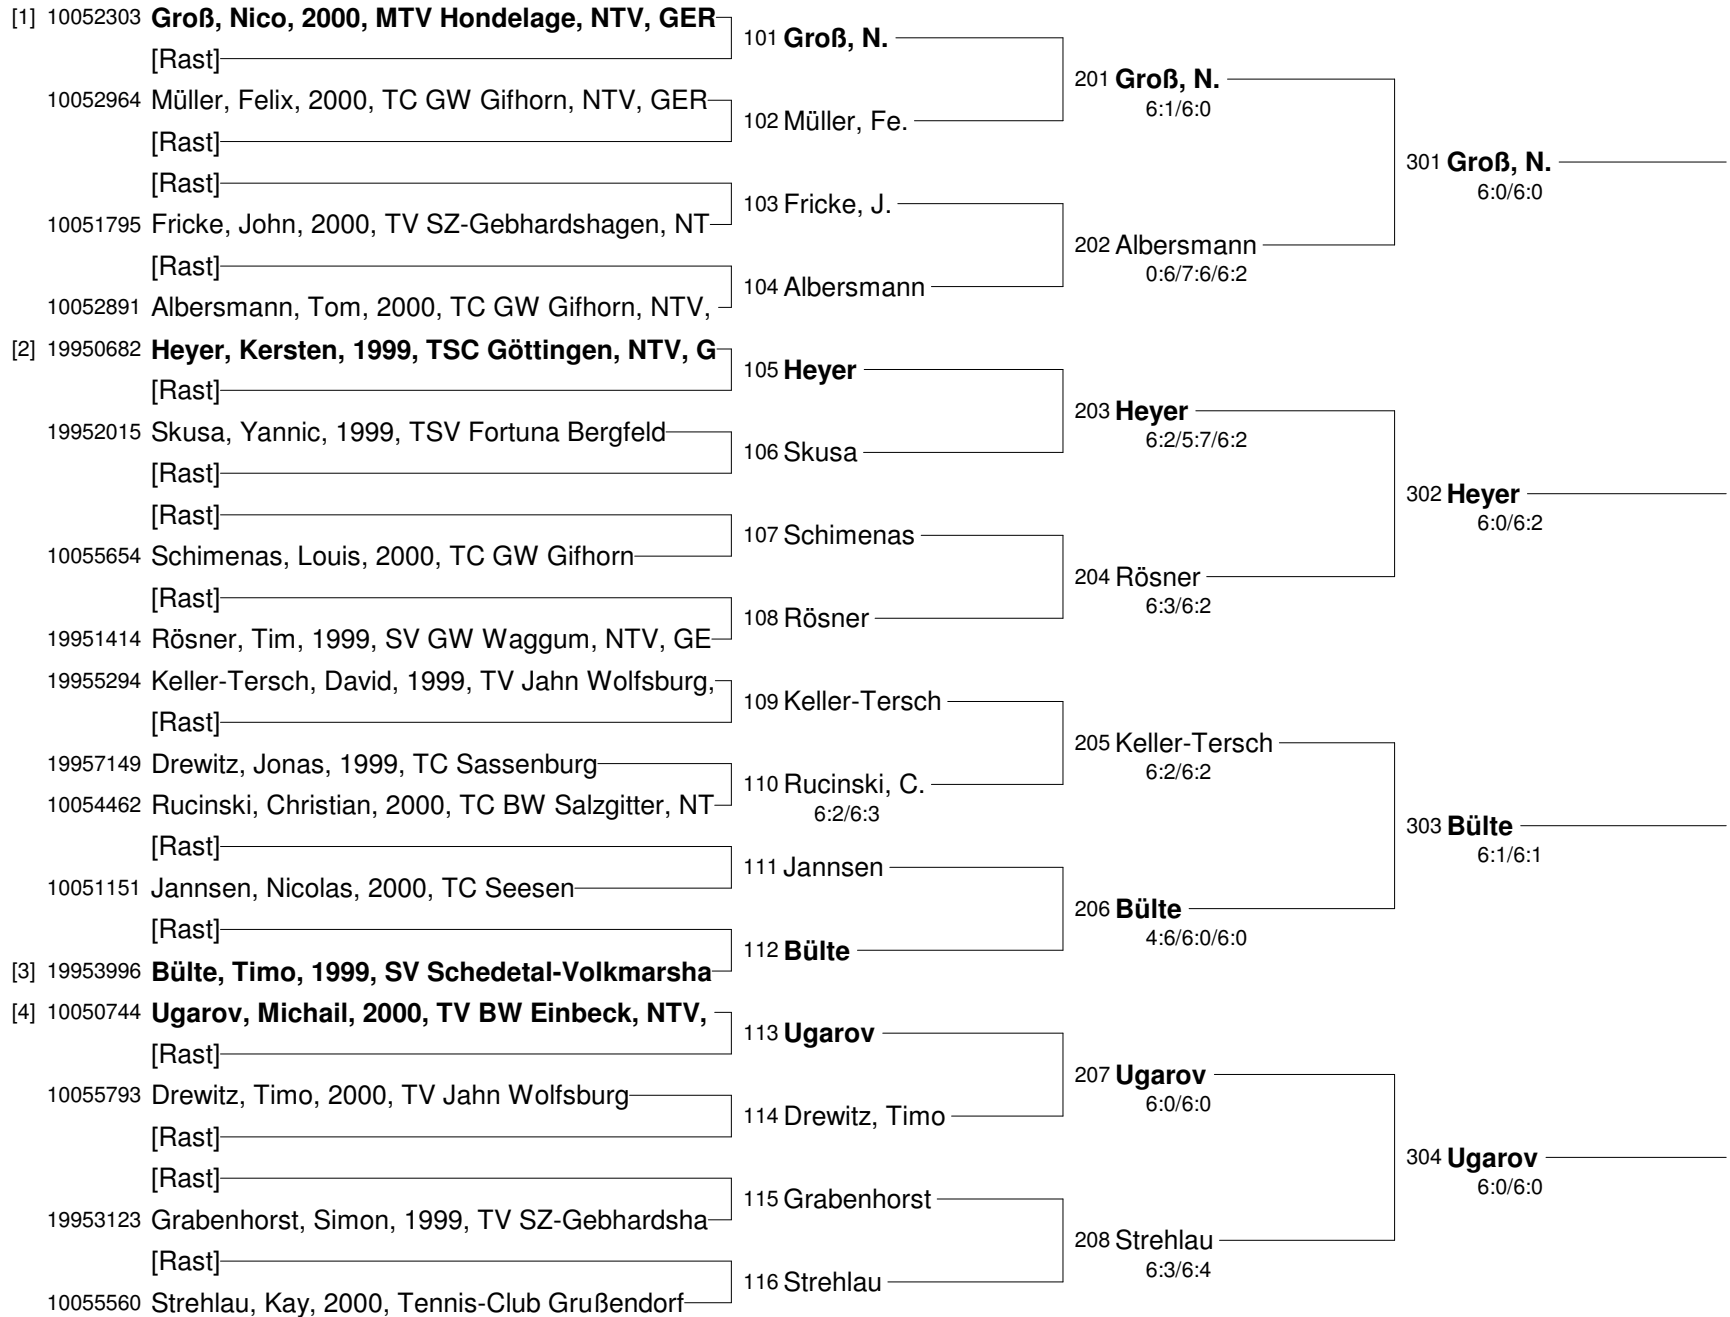 [1] 10052303 Groß, Nico, 2000, MTV Hondelage, NTV, GER
[Rast]
10052964 Müller, Felix, 2000, TC GW Gifhorn, NTV, GER
[Rast]
[Rast]
10051795 Fricke, John, 2000, TV SZ-Gebhardshagen, NT
[Rast]
10052891 Albersmann, Tom, 2000, TC GW Gifhorn, NTV,
[2] 19950682 Heyer, Kersten, 1999, TSC Göttingen, NTV, G
[Rast]
19952015 Skusa, Yannic, 1999, TSV Fortuna Bergfeld
[Rast]
[Rast]
10055654 Schimenas, Louis, 2000, TC GW Gifhorn
[Rast]
19951414 Rösner, Tim, 1999, SV GW Waggum, NTV, GE
19955294 Keller-Tersch, David, 1999, TV Jahn Wolfsburg,
[Rast]
19957149 Drewitz, Jonas, 1999, TC Sassenburg
10054462 Rucinski, Christian, 2000, TC BW Salzgitter, NT
[Rast]
10051151 Jannsen, Nicolas, 2000, TC Seesen
[Rast]
[3] 19953996 Bülte, Timo, 1999, SV Schedetal-Volkmarsha
[4] 10050744 Ugarov, Michail, 2000, TV BW Einbeck, NTV,
[Rast]
10055793 Drewitz, Timo, 2000, TV Jahn Wolfsburg
[Rast]
[Rast]
19953123 Grabenhorst, Simon, 1999, TV SZ-Gebhardsha
[Rast]
10055560 Strehlau, Kay, 2000, Tennis-Club Grußendorf
101 Groß, N.
102 Müller, Fe.
103 Fricke, J.
104 Albersmann
105 Heyer
106 Skusa
107 Schimenas
108 Rösner
109 Keller-Tersch
110 Rucinski, C.
6:2/6:3
111 Jannsen
112 Bülte
113 Ugarov
114 Drewitz, Timo
115 Grabenhorst
116 Strehlau
201 Groß, N.
6:1/6:0
202 Albersmann
0:6/7:6/6:2
203 Heyer
6:2/5:7/6:2
204 Rösner
6:3/6:2
205 Keller-Tersch
6:2/6:2
206 Bülte
4:6/6:0/6:0
207 Ugarov
6:0/6:0
208 Strehlau
6:3/6:4
301 Groß, N.
6:0/6:0
302 Heyer
6:0/6:2
303 Bülte
6:1/6:1
304 Ugarov
6:0/6:0